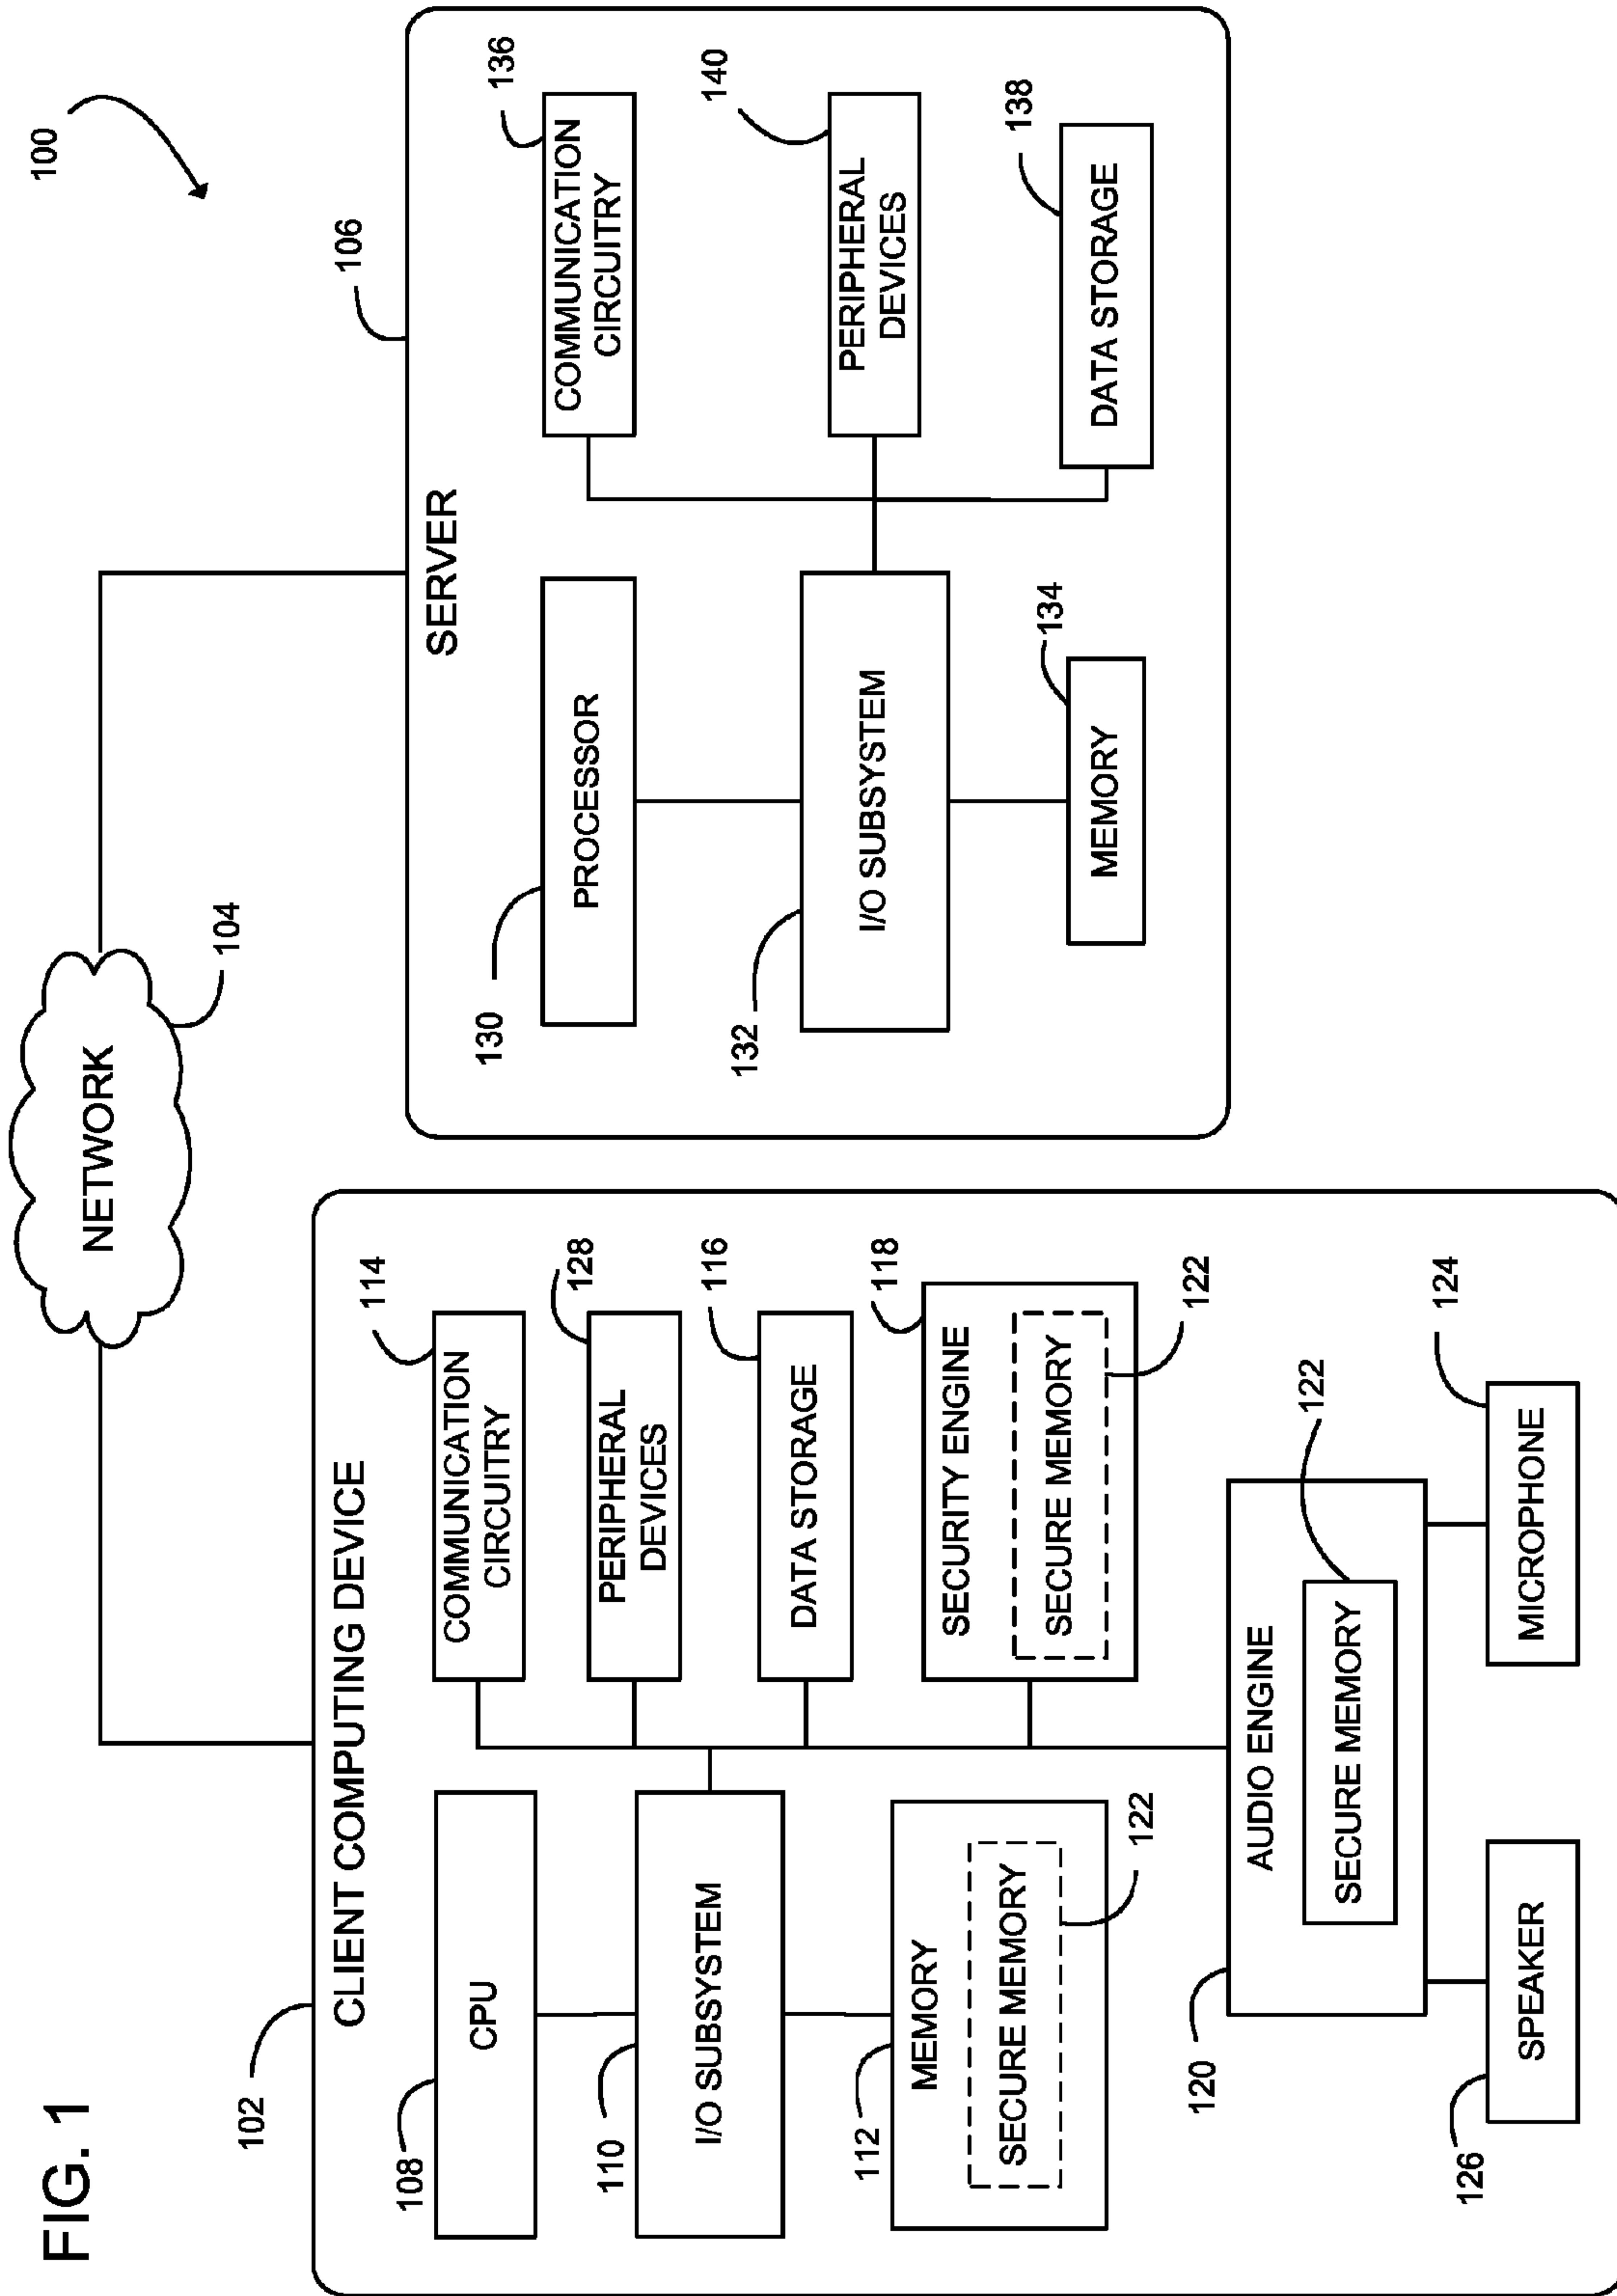 FIG. 1
100
NETWORK
104
102
CLIENT COMPUTING DEVICE
108
CPU
114
COMMUNICATION
CIRCUITRY
110
I/O SUBSYSTEM
128
PERIPHERAL
DEVICES
116
DATA STORAGE
112
MEMORY
SECURE MEMORY
122
118
SECURITY ENGINE
SECURE MEMORY
122
120
AUDIO ENGINE
SECURE MEMORY
122
126
SPEAKER
124
MICROPHONE
106
SERVER
130
PROCESSOR
136
COMMUNICATION
CIRCUITRY
132
I/O SUBSYSTEM
140
PERIPHERAL
DEVICES
134
MEMORY
138
DATA STORAGE